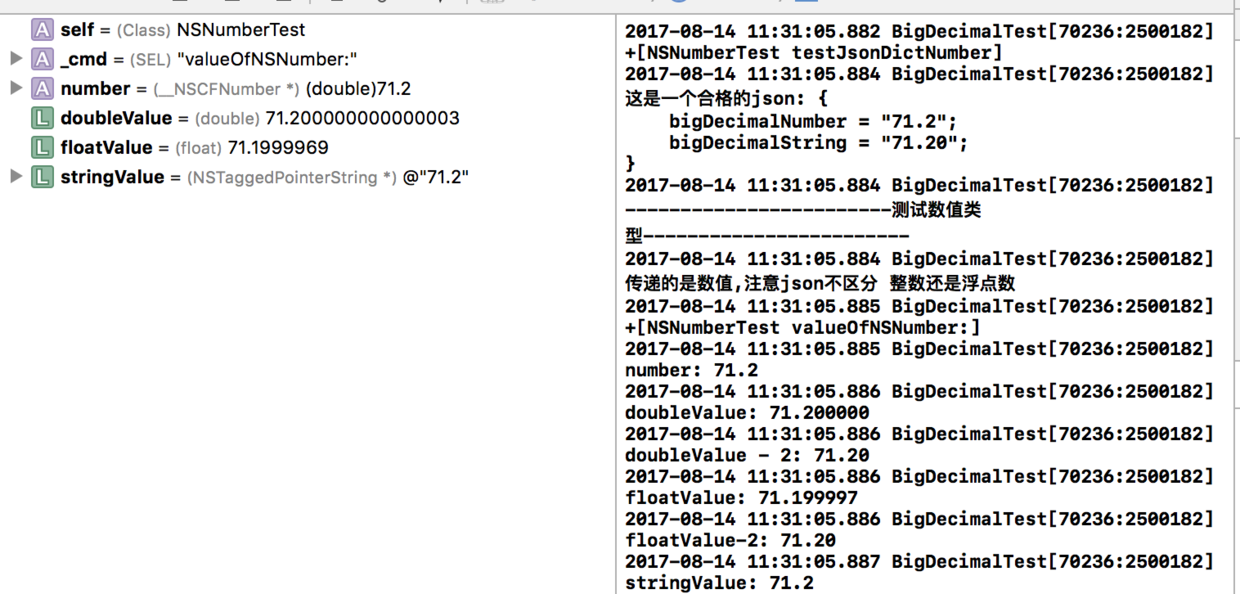 self = (Class) NSNumberTest
_cmd = (SEL) "valueOfNSNumber:"
number = (__NSCFNumber *) (double)71.2
doubleValue = (double) 71.200000000000003
floatValue = (float) 71.1999969
stringValue = (NSTaggedPointerString *) @"71.2"
2017-08-14 11:31:05.882 BigDecimalTest[70236:2500182]
+[NSNumberTest testJsonDictNumber]
2017-08-14 11:31:05.884 BigDecimalTest[70236:2500182]
这是一个合格的json: {
    bigDecimalNumber = "71.2";
    bigDecimalString = "71.20";
}
2017-08-14 11:31:05.884 BigDecimalTest[70236:2500182]
------------------------测试数值类
型------------------------
2017-08-14 11:31:05.884 BigDecimalTest[70236:2500182]
传递的是数值,注意json不区分 整数还是浮点数
2017-08-14 11:31:05.885 BigDecimalTest[70236:2500182]
+[NSNumberTest valueOfNSNumber:]
2017-08-14 11:31:05.885 BigDecimalTest[70236:2500182]
number: 71.2
2017-08-14 11:31:05.886 BigDecimalTest[70236:2500182]
doubleValue: 71.200000
2017-08-14 11:31:05.886 BigDecimalTest[70236:2500182]
doubleValue - 2: 71.20
2017-08-14 11:31:05.886 BigDecimalTest[70236:2500182]
floatValue: 71.199997
2017-08-14 11:31:05.886 BigDecimalTest[70236:2500182]
floatValue-2: 71.20
2017-08-14 11:31:05.887 BigDecimalTest[70236:2500182]
stringValue: 71.2